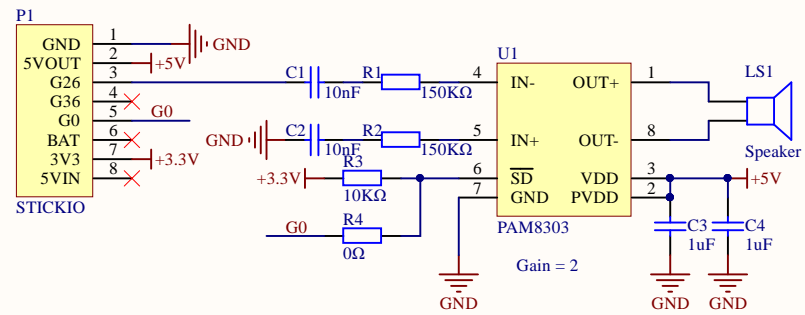 P1
GND 1 GND
5VOUT 2 +5V
G26 3
G36 4
G0 5 G0
BAT 6
3V3 7 +3.3V
5VIN 8
STICKIO
C1 R1
10nF 150KΩ
GND C2 R2
10nF 150KΩ
+3.3V R3
10KΩ
G0 R4
0Ω
U1
4 IN- OUT+ 1
5 IN+ OUT- 8
6 SD VDD 3 +5V
7 GND PVDD 2
PAM8303
Gain = 2
LS1
Speaker
C3 C4
1uF 1uF
GND GND GND